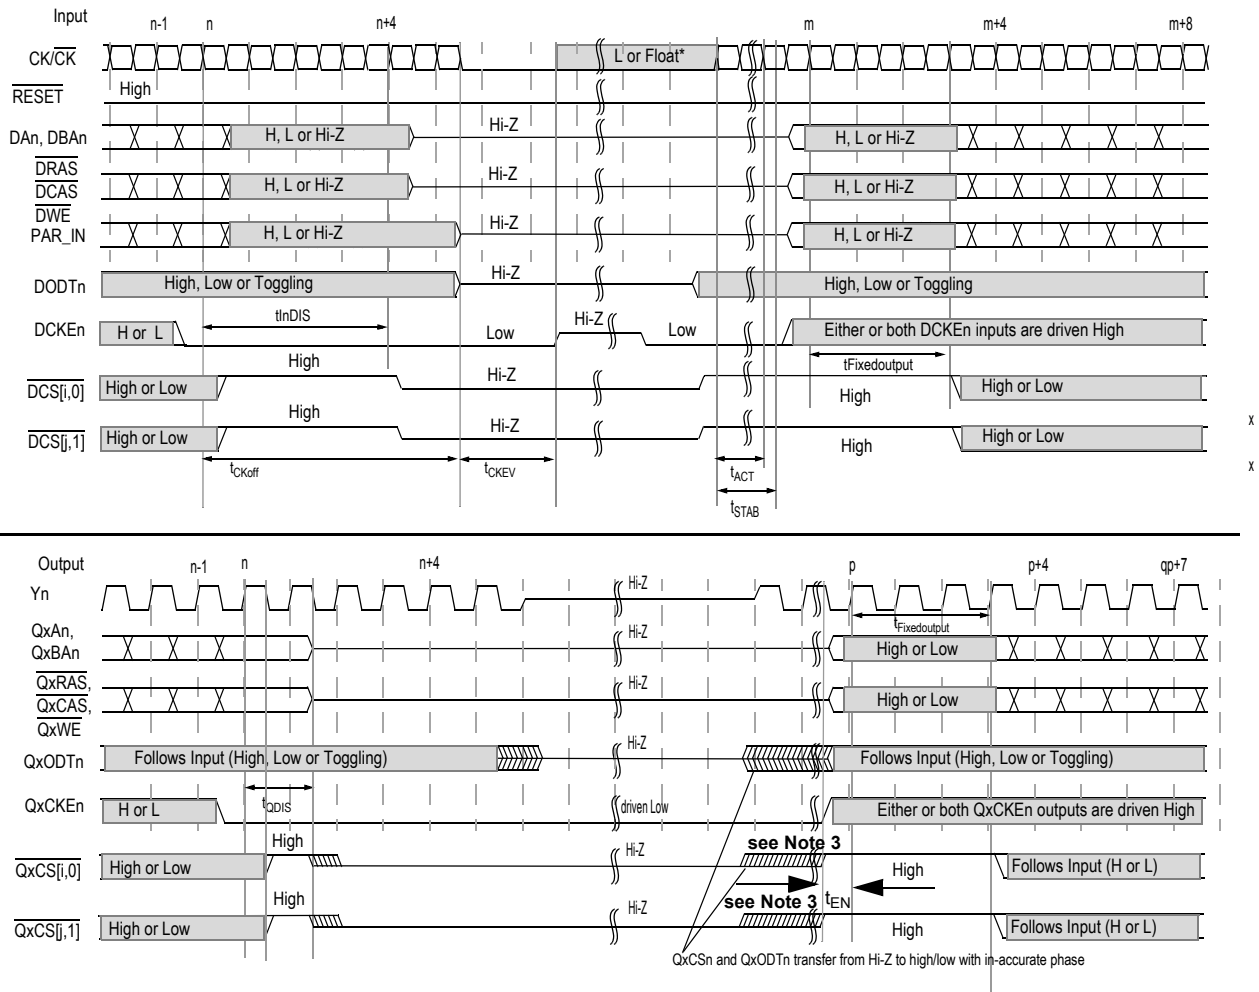 Input
n-1 n n+4 m m+4 m+8
CK/CK L or Float*
RESET High
DAn, DBAn H, L or Hi-Z Hi-Z H, L or Hi-Z
DRAS
DCAS H, L or Hi-Z Hi-Z H, L or Hi-Z
DWE
PAR_IN H, L or Hi-Z Hi-Z H, L or Hi-Z
DODTn High, Low or Toggling Hi-Z High, Low or Toggling
tInDIS
DCKEn H or L Low Hi-Z Low Either or both DCKEn inputs are driven High
tFixedoutput
High
DCS[i,0] High or Low Hi-Z High High or Low
High
DCS[j,1] High or Low Hi-Z High High or Low
x
x
tCKoff tCKEV tACT
tSTAB
Output
n-1 n n+4 p p+4 qp+7
Yn Hi-Z
tFixedoutput
QxAn,
QxBAn Hi-Z High or Low
QxRAS,
QxCAS, Hi-Z High or Low
QxWE
QxODTn Follows Input (High, Low or Toggling) Hi-Z Follows Input (High, Low or Toggling)
QxCKEn H or L tQDIS driven Low Either or both QxCKEn outputs are driven High
High see Note 3
QxCS[i,0] High or Low Hi-Z High Follows Input (H or L)
High see Note 3 tEN
QxCS[j,1] High or Low Hi-Z High Follows Input (H or L)
QxCSn and QxODTn transfer from Hi-Z to high/low with in-accurate phase